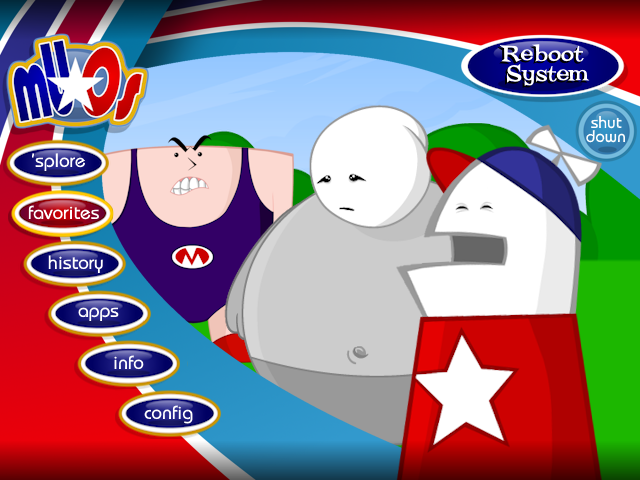 mUOS
Reboot
System
shut
down
'splore
favorites
history
apps
info
config
M